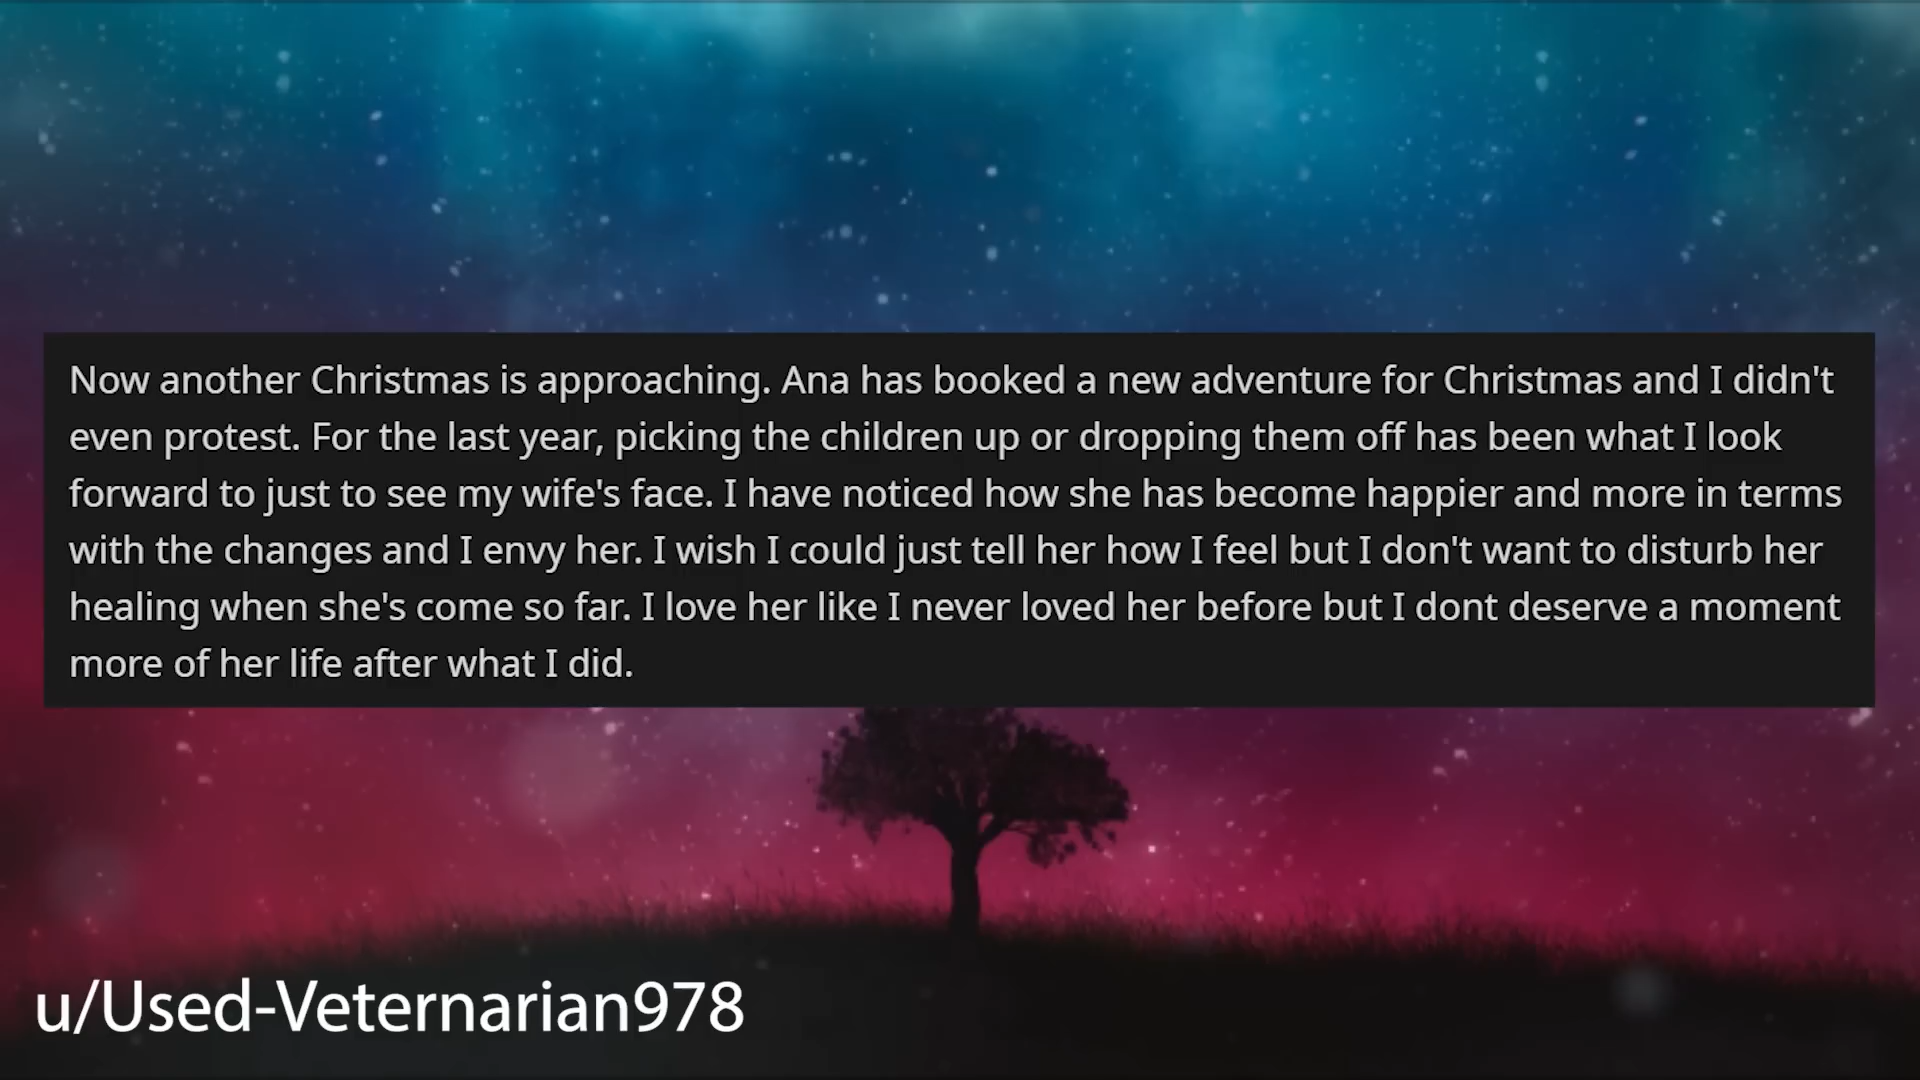 Now another Christmas is approaching. Ana has booked a new adventure for Christmas and I didn't
even protest. For the last year, picking the children up or dropping them off has been what I look
forward to just to see my wife's face. I have noticed how she has become happier and more in terms
with the changes and I envy her. I wish I could just tell her how I feel but I don't want to disturb her
healing when she's come so far. I love her like I never loved her before but I dont deserve a moment
more of her life after what I did.
u/Used-Veternarian978